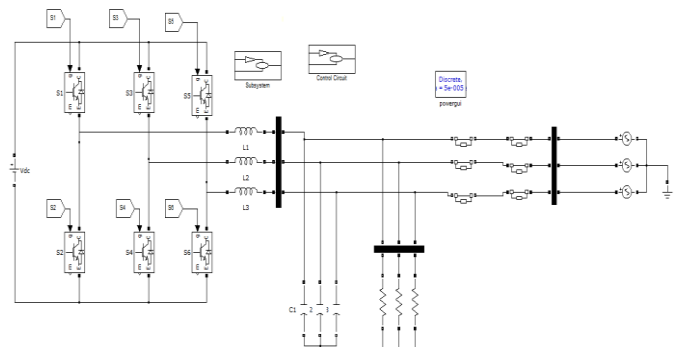 S1
S3
S5
S1
S3
S5
Subsystem
Control Circuit
Discrete,
= 5e-005
powergui
Vdc
L1
L2
L3
S2
S4
S6
S2
S4
S6
C1
2
3